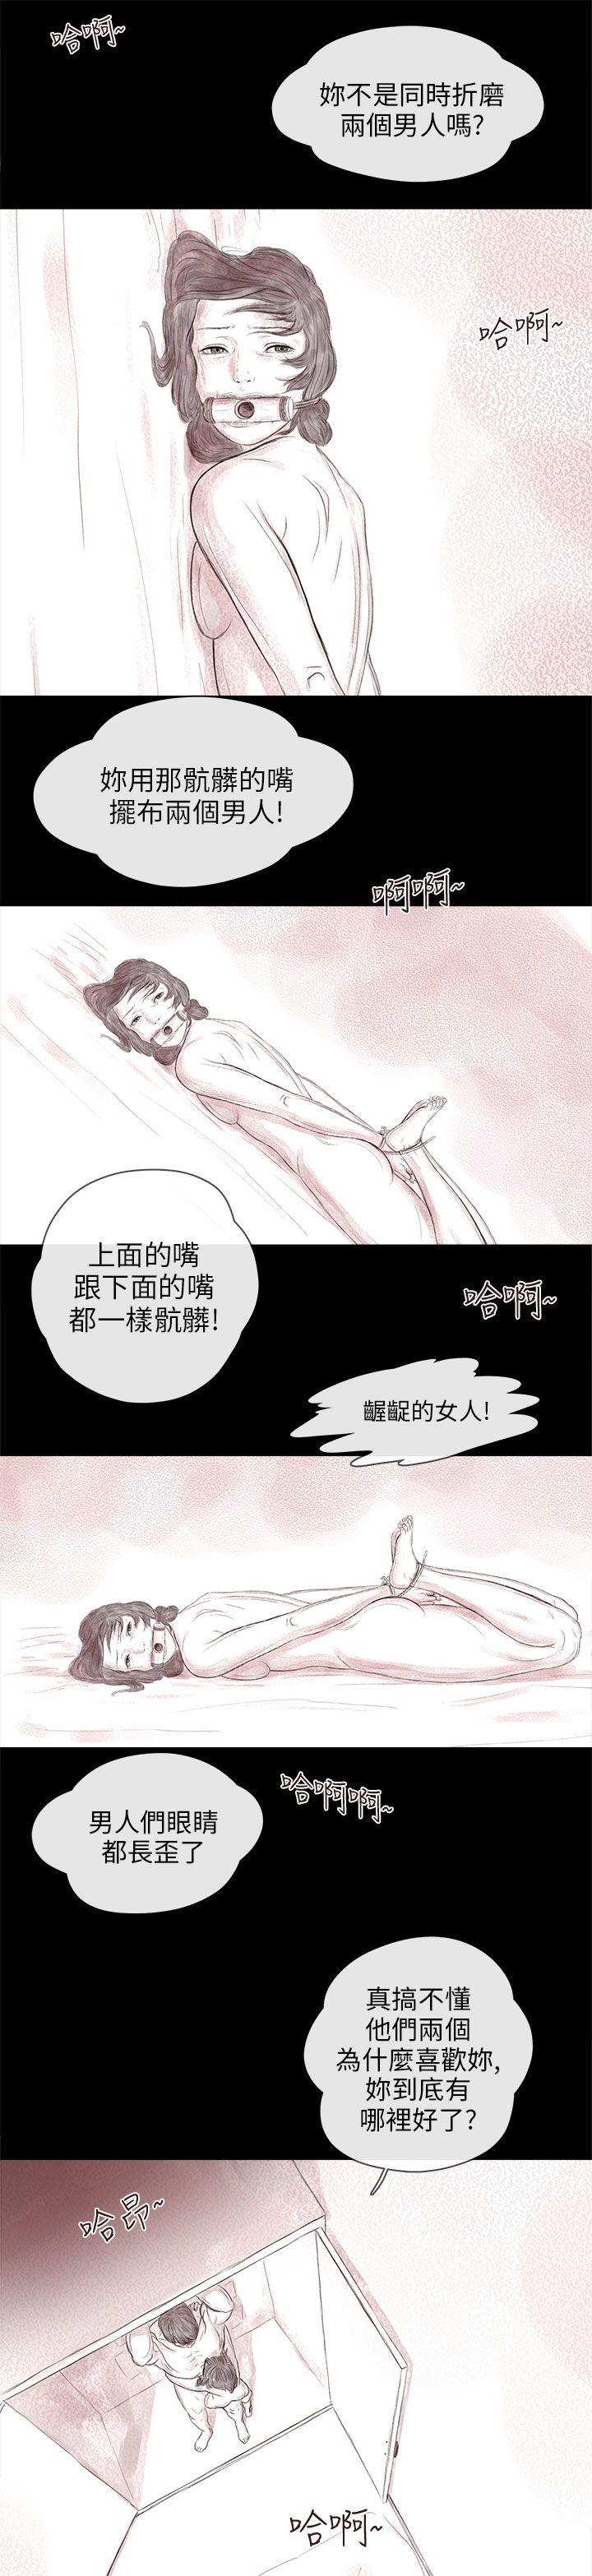 哈啊~
妳不是同時折磨
兩個男人嗎?
哈啊~
妳用那骯髒的嘴
擺布兩個男人!
啊啊~
上面的嘴
跟下面的嘴
都一樣骯髒!
哈啊~
齷齪的女人!
男人們眼睛
都長歪了
哈啊啊~
真搞不懂
他們兩個
為什麼喜歡妳,
妳到底有
哪裡好了?
哈昂~
哈啊~